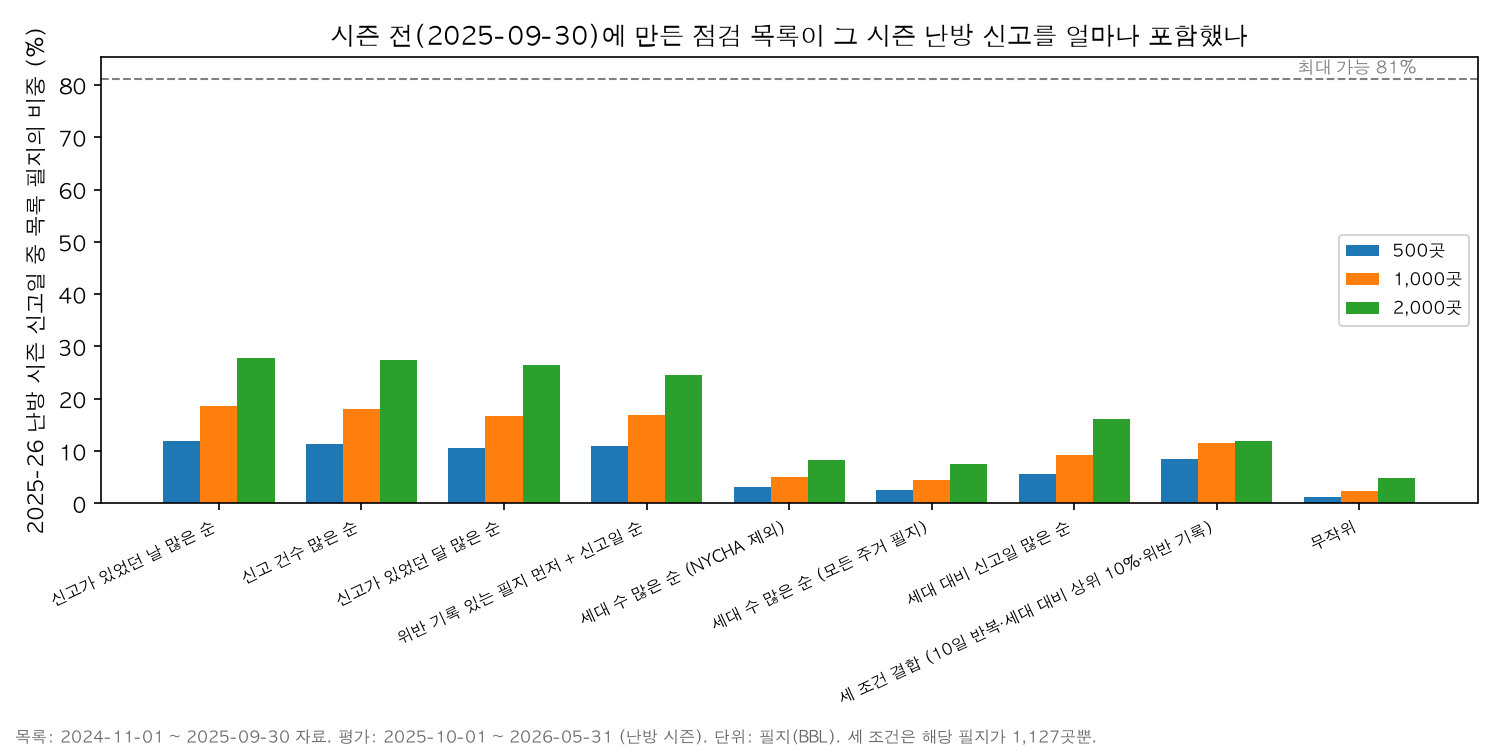 시즌 전(2025-09-30)에 만든 점검 목록이 그 시즌 난방 신고를 얼마나 포함했나
2025-26 난방 시즌 신고일 중 목록 필지의 비중 (%)
최대 가능 81%
80
70
60
50
40
30
20
10
0
500곳
1,000곳
2,000곳
신고가 있었던 날 많은 순
신고 건수 많은 순
신고가 있었던 달 많은 순
위반 기록 있는 필지 먼저 + 신고일 순
세대 수 많은 순 (NYCHA 제외)
세대 수 많은 순 (모든 주거 필지)
세대 대비 신고일 많은 순
세 조건 결합 (10일 반복·세대 대비 상위 10%·위반 기록)
무작위
목록: 2024-11-01 ~ 2025-09-30 자료. 평가: 2025-10-01 ~ 2026-05-31 (난방 시즌). 단위: 필지(BBL). 세 조건은 해당 필지가 1,127곳뿐.